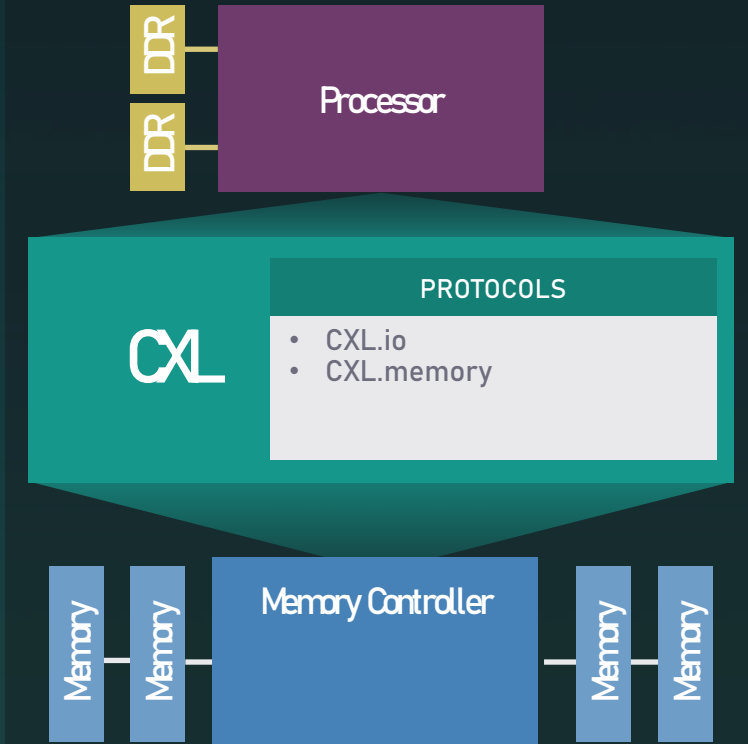 DDR
Processor
DDR
CXL
PROTOCOLS
• CXL.io
• CXL.memory
Memory Controller
Memory
Memory
Memory
Memory